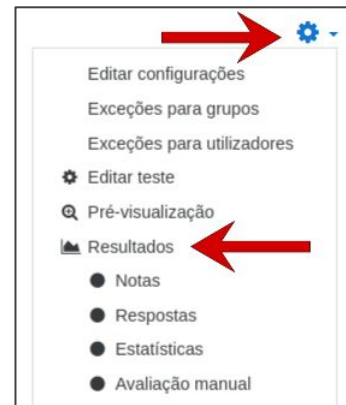 Editar configurações
Exceções para grupos
Exceções para utilizadores
Editar teste
Pré-visualização
Resultados
Notas
Respostas
Estatísticas
Avaliação manual